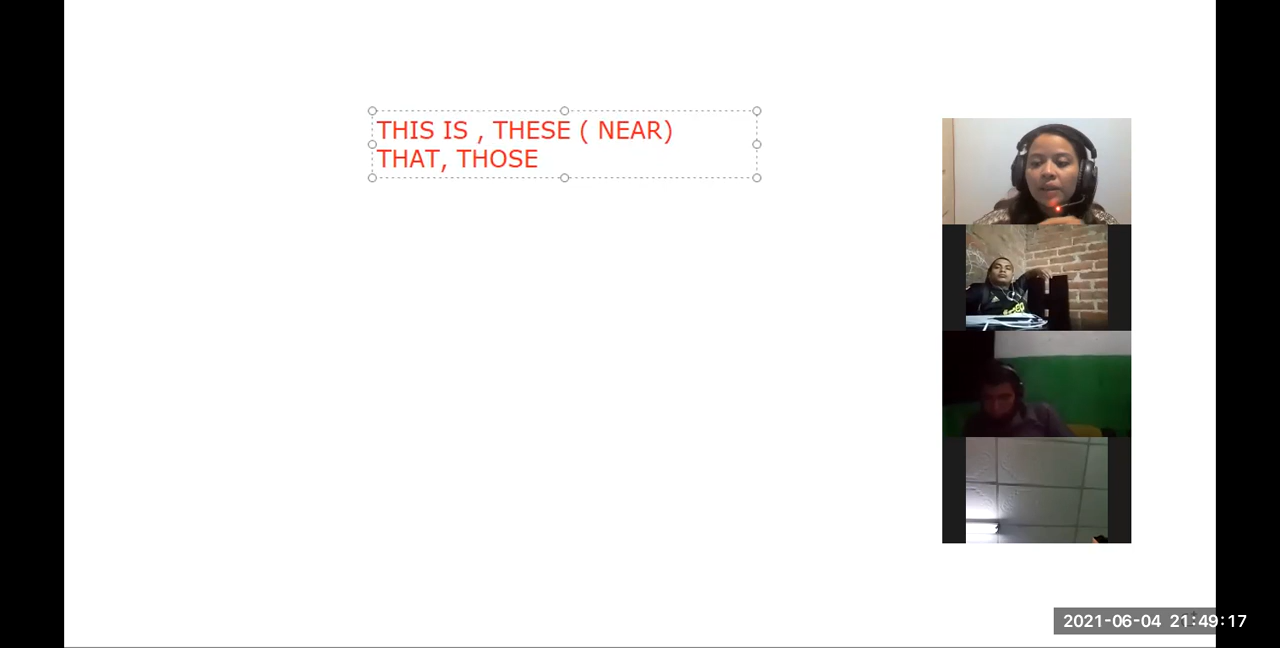 THIS IS , THESE ( NEAR)
THAT, THOSE
2021-06-04 21:49:17